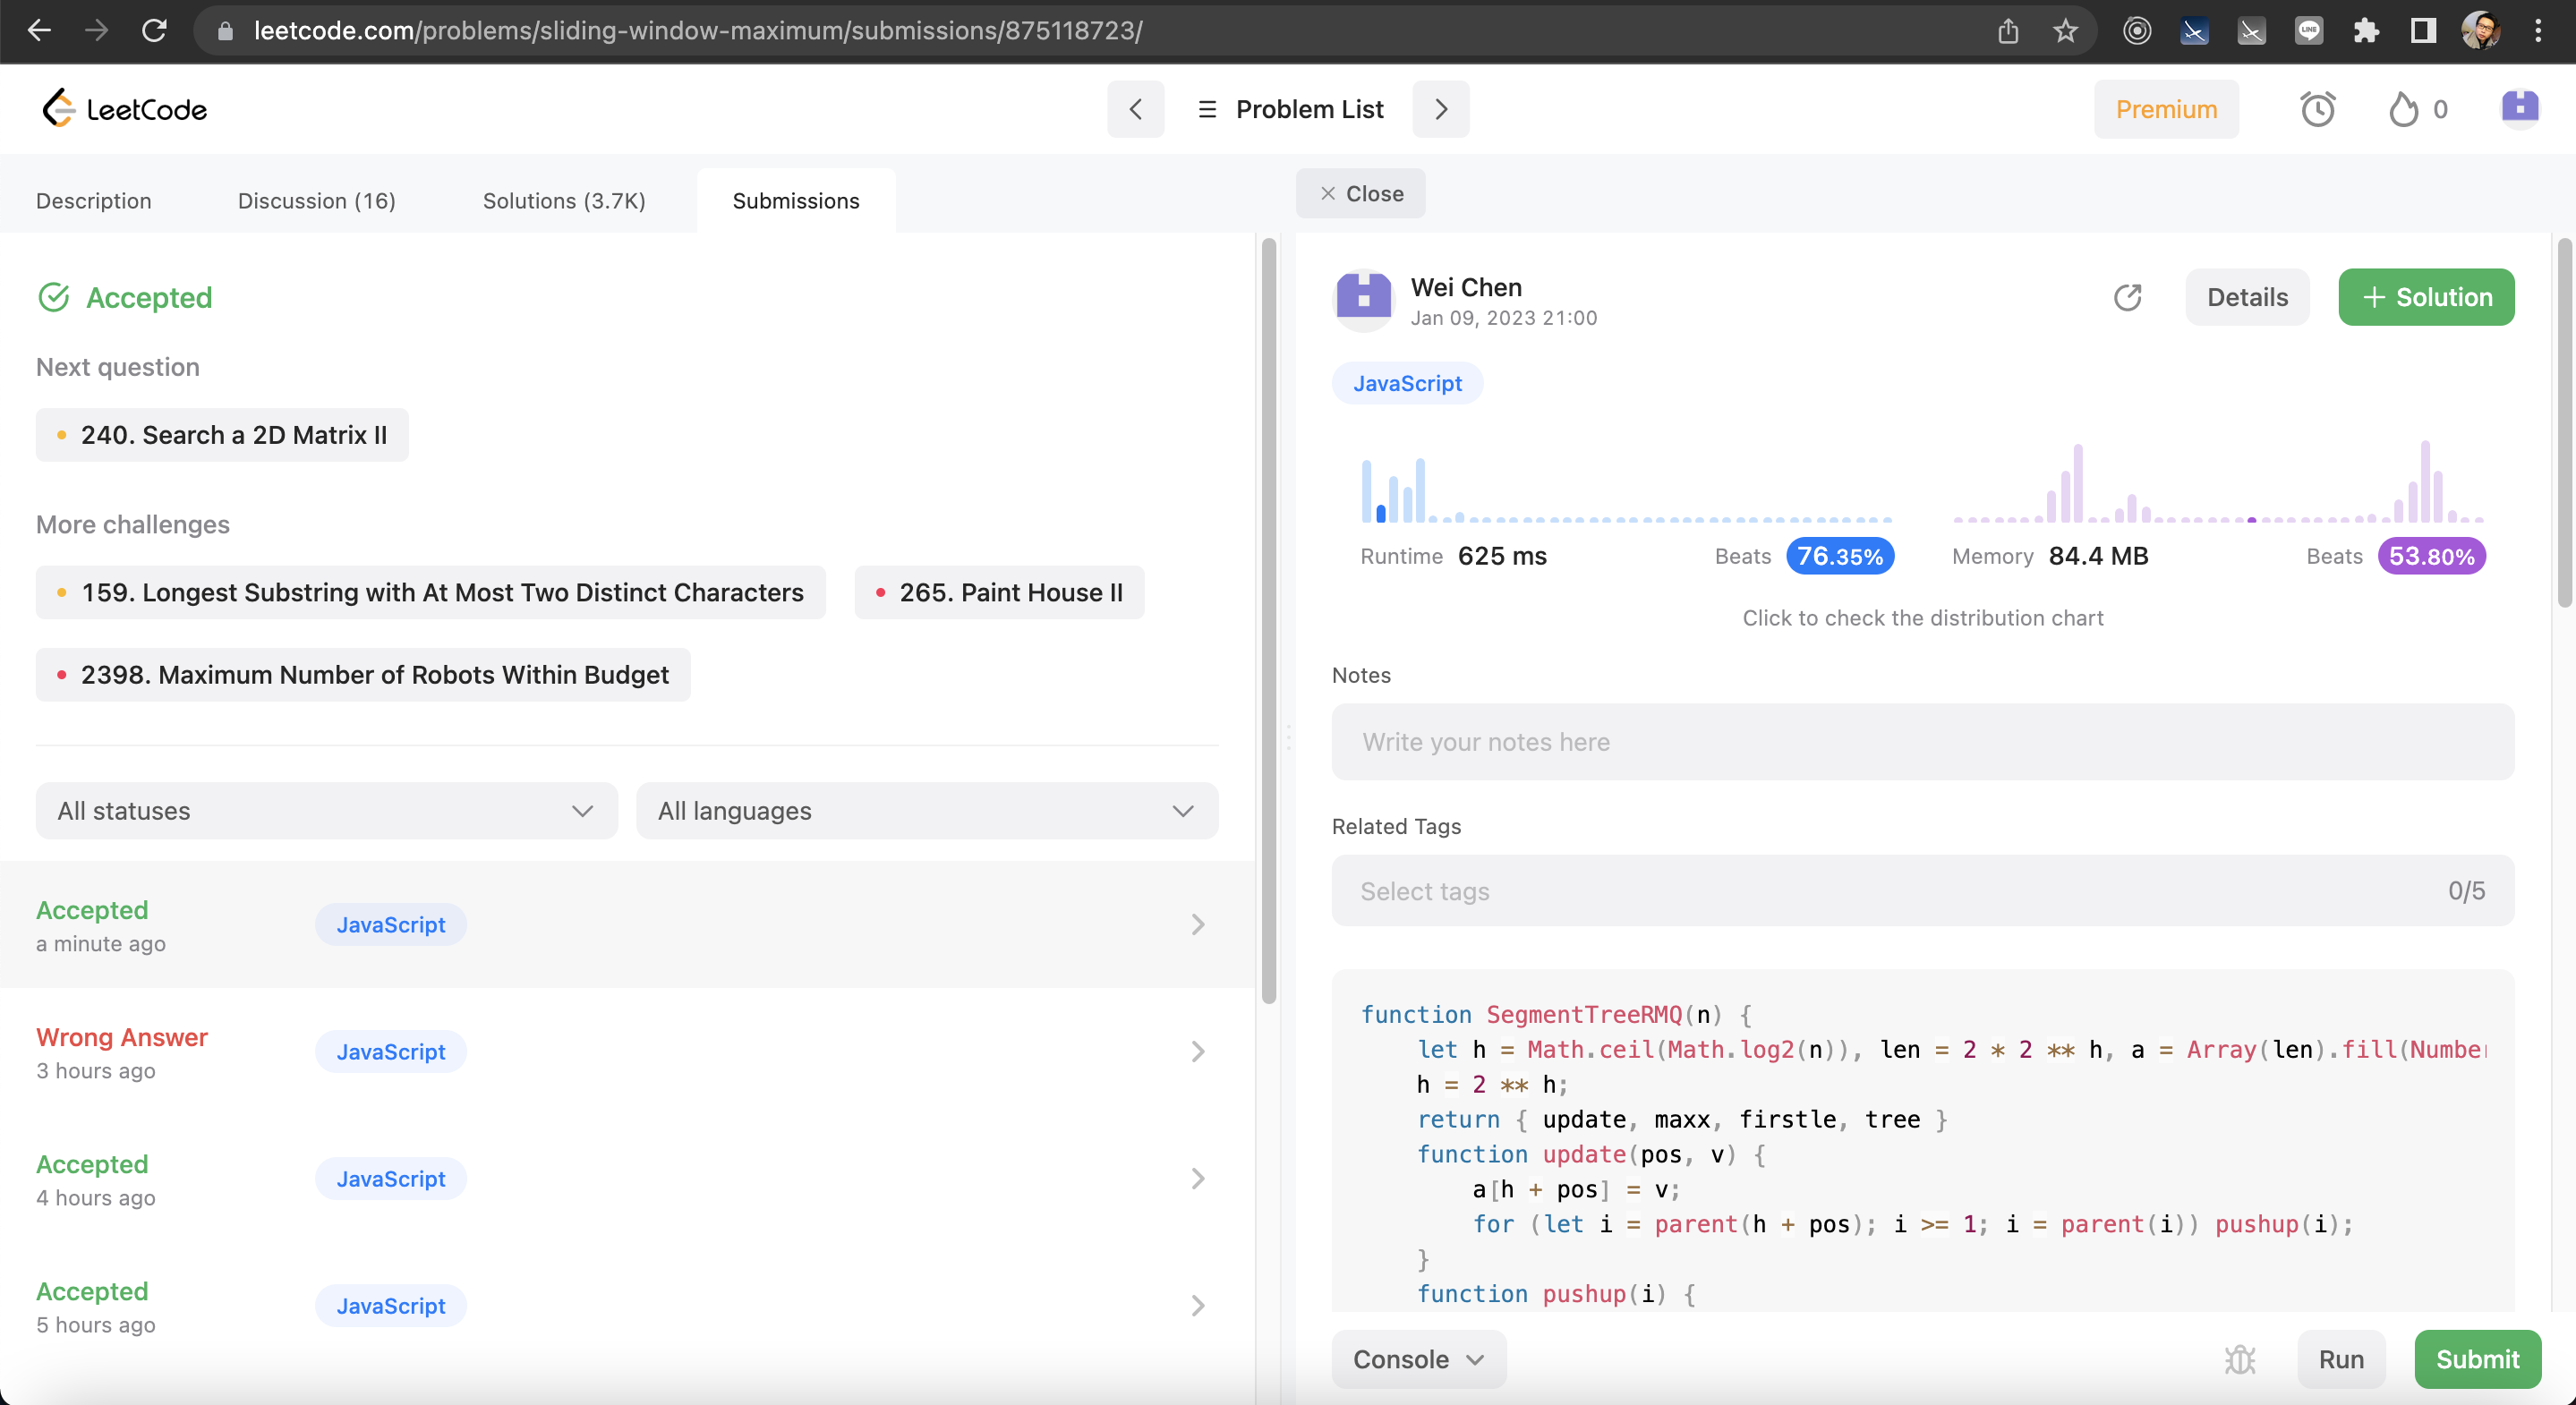 leetcode.com/problems/sliding-window-maximum/submissions/875118723/
LINE
LeetCode
Problem List
Premium
0
Description
Discussion (16)
Solutions (3.7K)
Submissions
Close
Accepted
Next question
240. Search a 2D Matrix II
More challenges
159. Longest Substring with At Most Two Distinct Characters
265. Paint House II
2398. Maximum Number of Robots Within Budget
All statuses
All languages
Accepted
a minute ago
JavaScript
Wrong Answer
3 hours ago
JavaScript
Accepted
4 hours ago
JavaScript
Accepted
5 hours ago
JavaScript
Wei Chen
Jan 09, 2023 21:00
Details
+ Solution
JavaScript
Runtime 625 ms
Beats 76.35%
Memory 84.4 MB
Beats 53.80%
Click to check the distribution chart
Notes
Write your notes here
Related Tags
Select tags
0/5
function SegmentTreeRMQ(n) {
let h = Math.ceil(Math.log2(n)), len = 2 * 2 ** h, a = Array(len).fill(Number
h = 2 ** h;
return { update, maxx, firstle, tree }
function update(pos, v) {
a[h + pos] = v;
for (let i = parent(h + pos); i >= 1; i = parent(i)) pushup(i);
}
function pushup(i) {
Console
Run
Submit